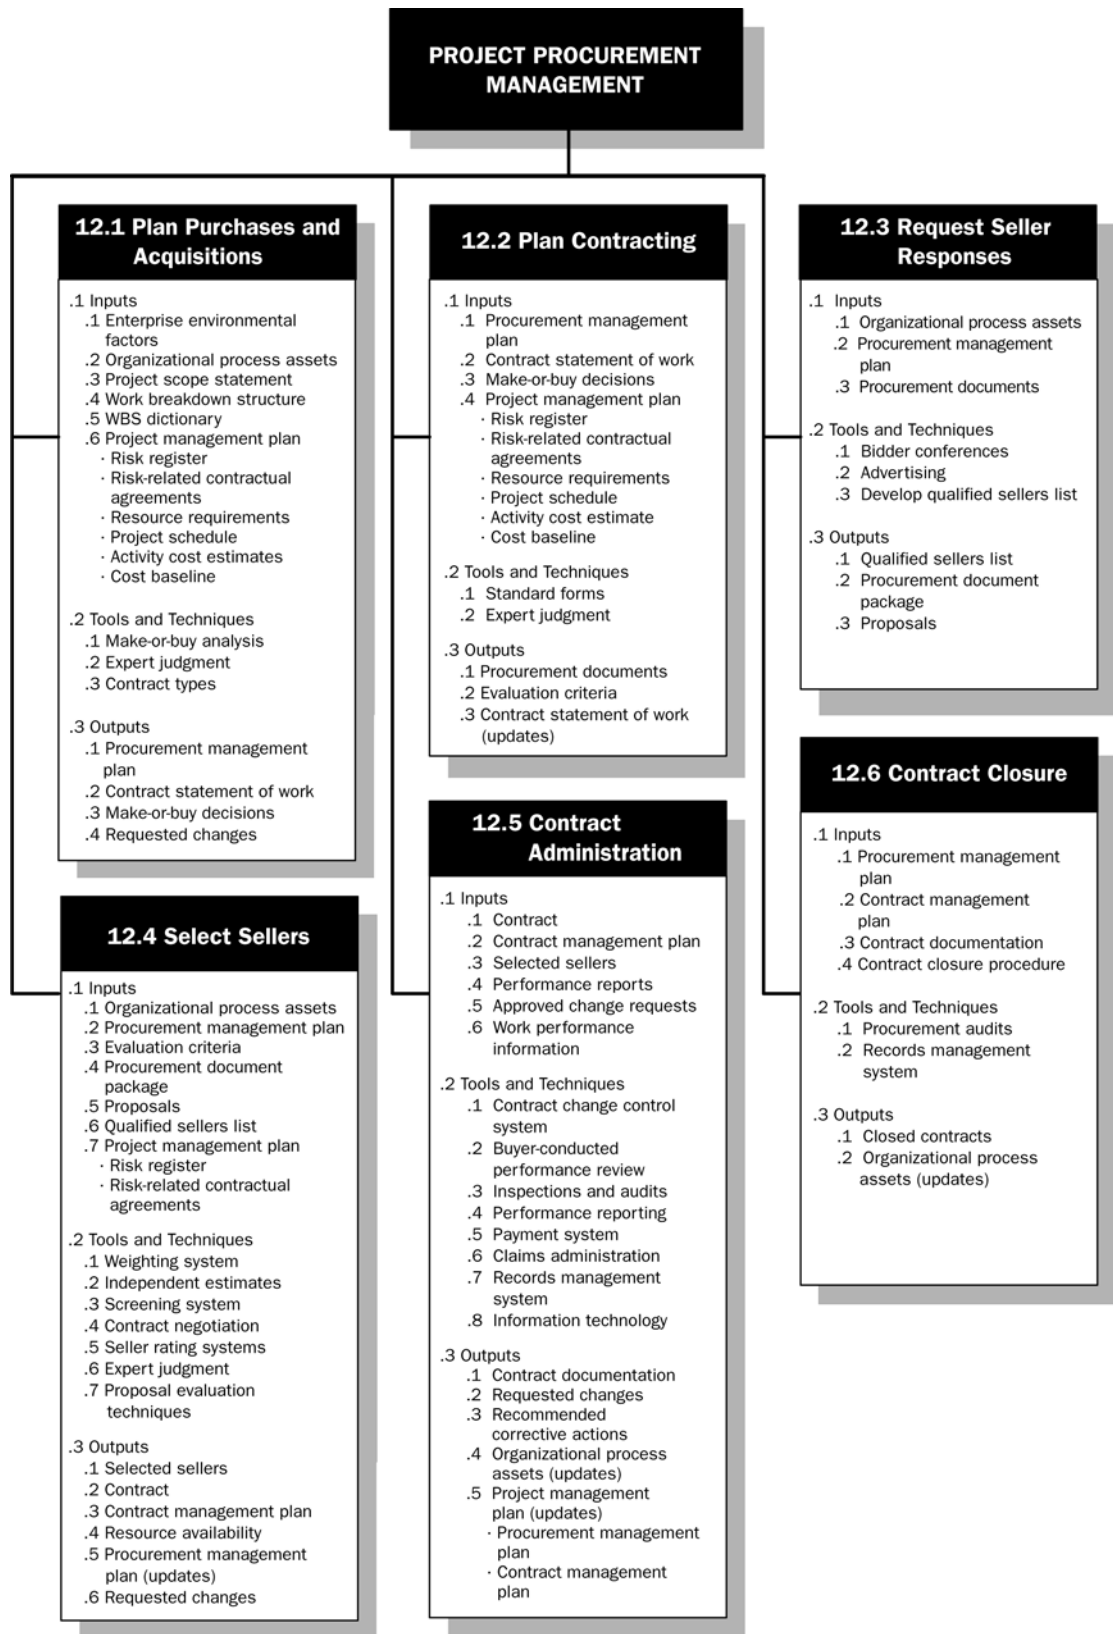 PROJECT PROCUREMENT
MANAGEMENT
12.1 Plan Purchases and
Acquisitions
.1 Inputs
.1 Enterprise environmental
factors
.2 Organizational process assets
.3 Project scope statement
.4 Work breakdown structure
.5 WBS dictionary
.6 Project management plan
· Risk register
· Risk-related contractual
agreements
· Resource requirements
· Project schedule
· Activity cost estimates
· Cost baseline
.2 Tools and Techniques
.1 Make-or-buy analysis
.2 Expert judgment
.3 Contract types
.3 Outputs
.1 Procurement management
plan
.2 Contract statement of work
.3 Make-or-buy decisions
.4 Requested changes
12.2 Plan Contracting
.1 Inputs
.1 Procurement management
plan
.2 Contract statement of work
.3 Make-or-buy decisions
.4 Project management plan
· Risk register
· Risk-related contractual
agreements
· Resource requirements
· Project schedule
· Activity cost estimate
· Cost baseline
.2 Tools and Techniques
.1 Standard forms
.2 Expert judgment
.3 Outputs
.1 Procurement documents
.2 Evaluation criteria
.3 Contract statement of work
(updates)
12.3 Request Seller
Responses
.1 Inputs
.1 Organizational process assets
.2 Procurement management
plan
.3 Procurement documents
.2 Tools and Techniques
.1 Bidder conferences
.2 Advertising
.3 Develop qualified sellers list
.3 Outputs
.1 Qualified sellers list
.2 Procurement document
package
.3 Proposals
12.4 Select Sellers
.1 Inputs
.1 Organizational process assets
.2 Procurement management plan
.3 Evaluation criteria
.4 Procurement document
package
.5 Proposals
.6 Qualified sellers list
.7 Project management plan
· Risk register
· Risk-related contractual
agreements
.2 Tools and Techniques
.1 Weighting system
.2 Independent estimates
.3 Screening system
.4 Contract negotiation
.5 Seller rating systems
.6 Expert judgment
.7 Proposal evaluation
techniques
.3 Outputs
.1 Selected sellers
.2 Contract
.3 Contract management plan
.4 Resource availability
.5 Procurement management
plan (updates)
.6 Requested changes
12.5 Contract
Administration
.1 Inputs
.1 Contract
.2 Contract management plan
.3 Selected sellers
.4 Performance reports
.5 Approved change requests
.6 Work performance
information
.2 Tools and Techniques
.1 Contract change control
system
.2 Buyer-conducted
performance review
.3 Inspections and audits
.4 Performance reporting
.5 Payment system
.6 Claims administration
.7 Records management
system
.8 Information technology
.3 Outputs
.1 Contract documentation
.2 Requested changes
.3 Recommended
corrective actions
.4 Organizational process
assets (updates)
.5 Project management
plan (updates)
· Procurement management
plan
· Contract management
plan
12.6 Contract Closure
.1 Inputs
.1 Procurement management
plan
.2 Contract management
plan
.3 Contract documentation
.4 Contract closure procedure
.2 Tools and Techniques
.1 Procurement audits
.2 Records management
system
.3 Outputs
.1 Closed contracts
.2 Organizational process
assets (updates)